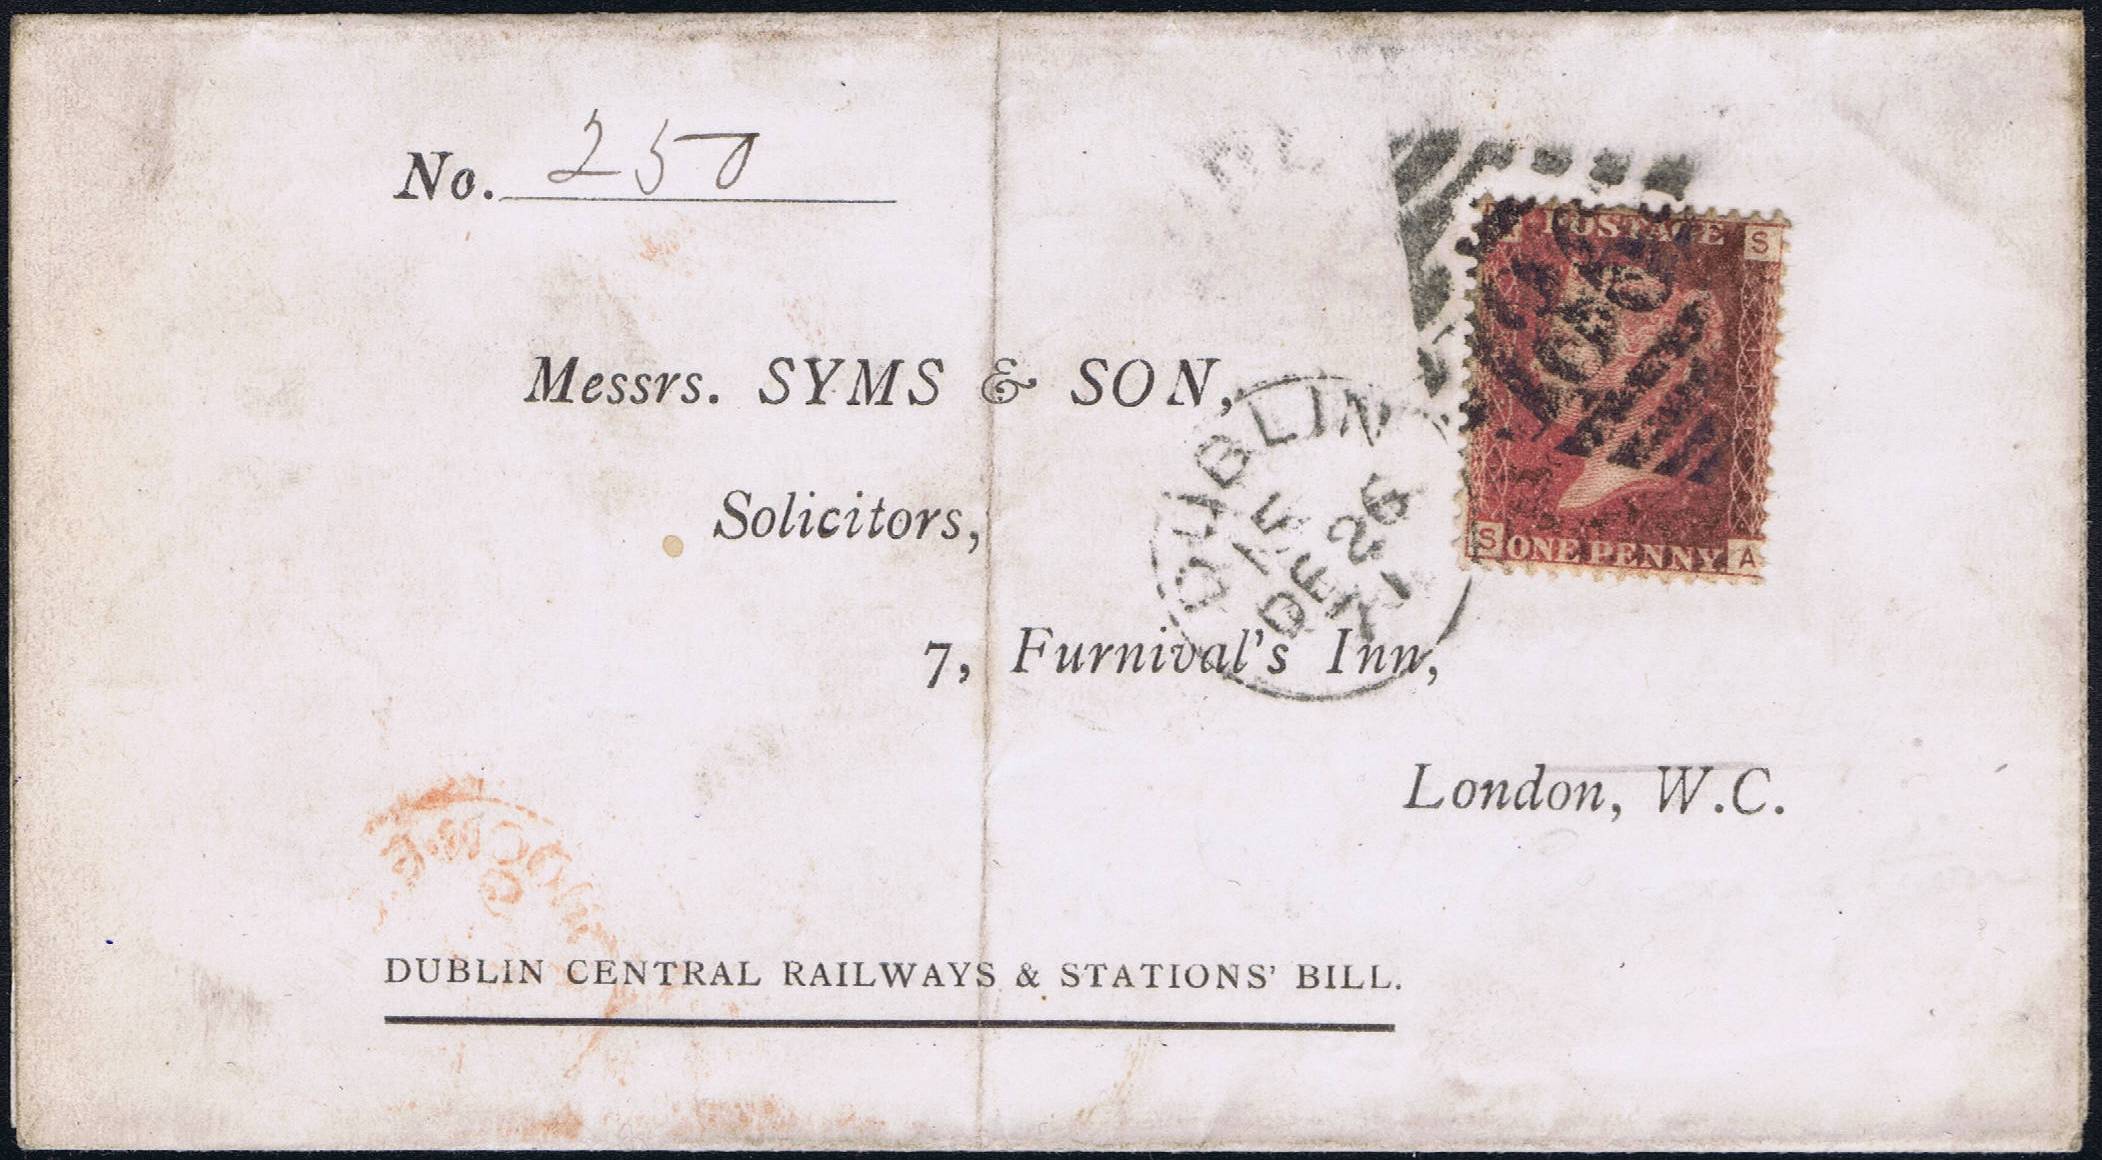 No. 250
POSTAGE
S
Messrs. SYMS & SON,
DUBLIN
DE 26
71
Solicitors,
S ONE PENNY A
7, Furnival's Inn,
London, W.C.
DUBLIN CENTRAL RAILWAYS & STATIONS' BILL.